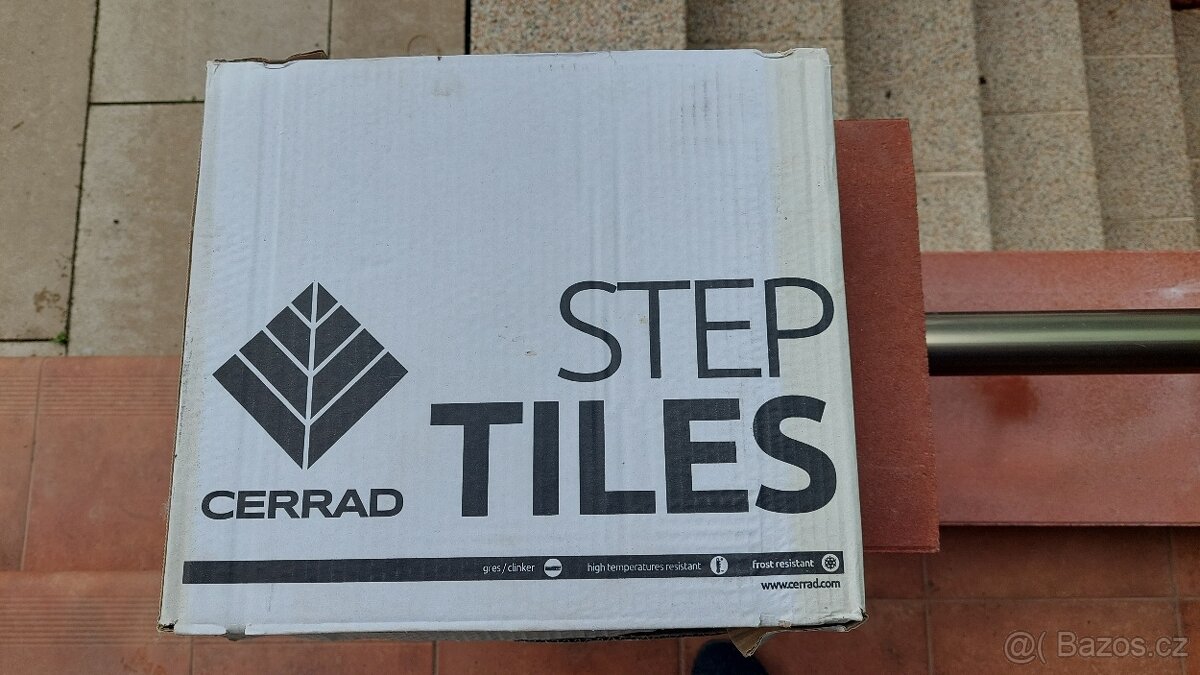 STEP
TILES
CERRAD
gres / clinker high temperatures resistant frost resistant
www.cerrad.com
@( Bazos.cz